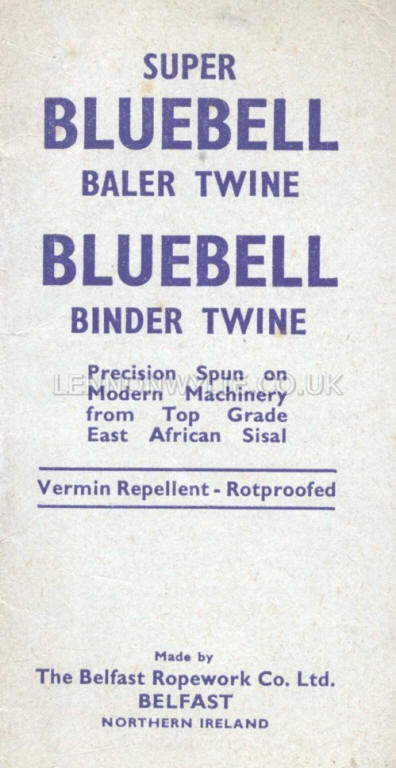 SUPER
BLUEBELL
BALER TWINE
BLUEBELL
BINDER TWINE
Precision Spun on
LENNONWYLIE.CO.UK
Modern Machinery
from Top Grade
East African Sisal
Vermin Repellent - Rotproofed
Made by
The Belfast Ropework Co. Ltd.
BELFAST
NORTHERN IRELAND